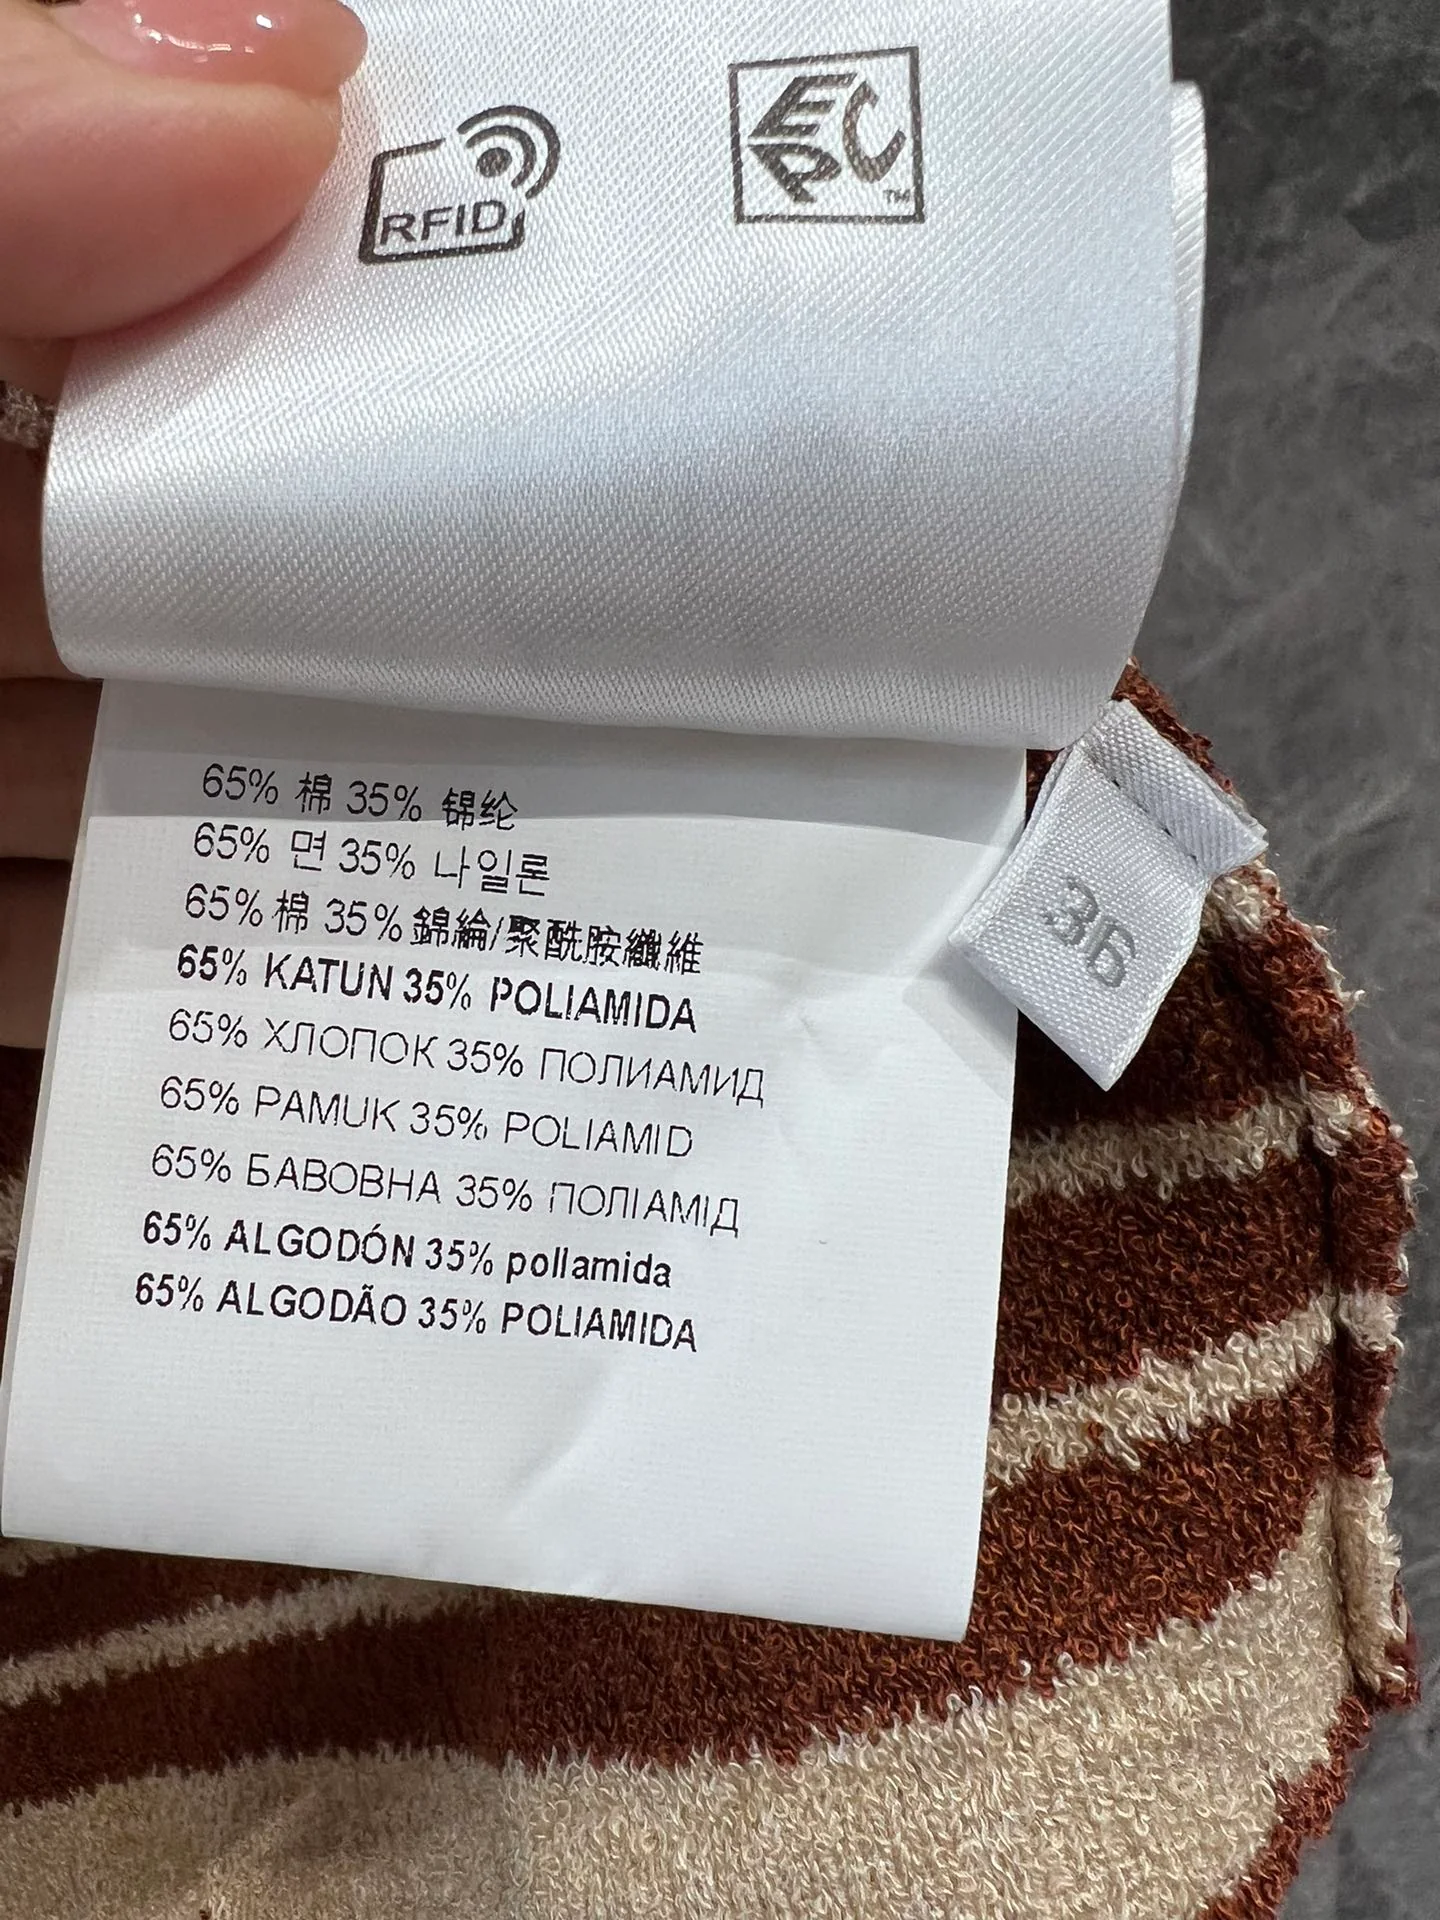 RFID
EPC™
65% 棉 35% 锦纶
65% 면 35% 나일론
65% 棉 35% 錦綸/聚酰胺纖維
65% KATUN 35% POLIAMIDA
65% ХЛОПОК 35% ПОЛИАМИД
65% PAMUK 35% POLIAMID
65% БАВОВНА 35% ПОЛІАМІД
65% ALGODÓN 35% pollamida
65% ALGODÃO 35% POLIAMIDA
36